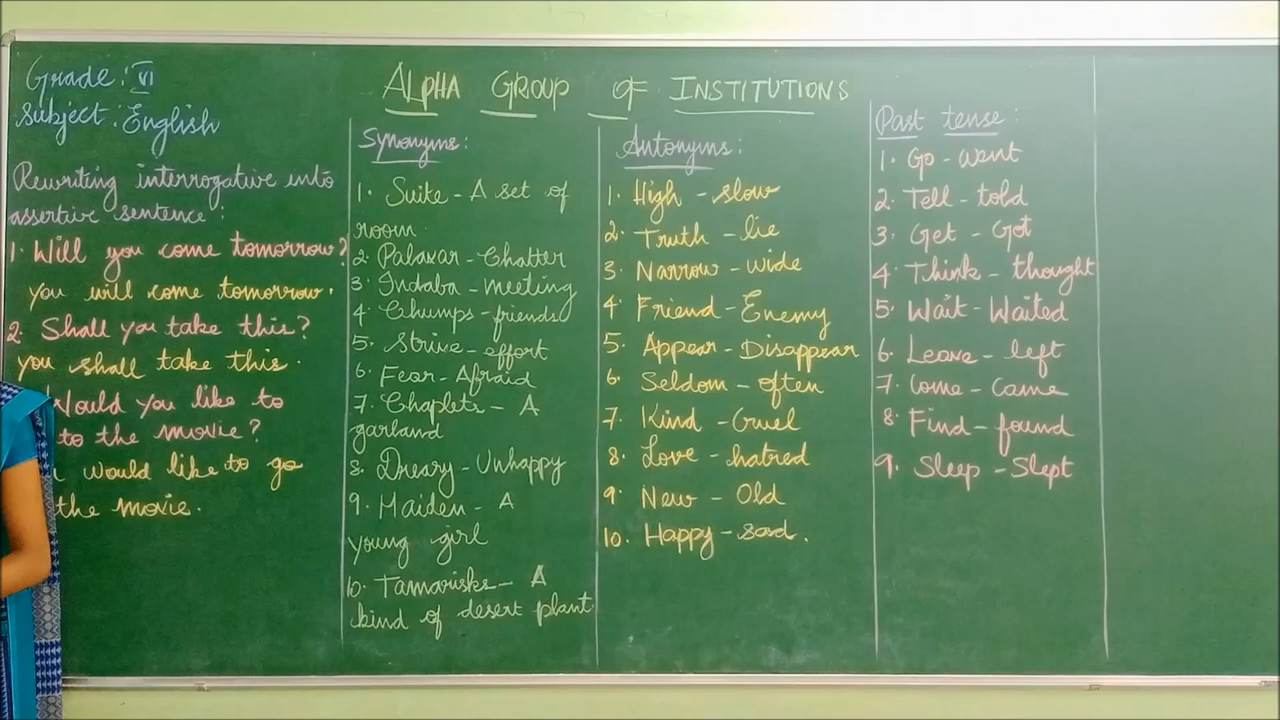 Grade: VI
Subject: English
ALPHA GROUP OF INSTITUTIONS
Rewriting interrogative into
assertive sentence:
1. Will you come tomorrow?
you will come tomorrow.
2. Shall you take this?
you shall take this.
Would you like to
to the movie?
would like to go
the movie.
Synonyms:
1. Suite - A set of
room.
2. Palavar - Chatter
3. Indaba - meeting
4. Chumps - friends
5. Strive - effort
6. Fear - Afraid
7. Chaplets - A
garland
8. Dreary - Unhappy
9. Maiden - A
young girl
10. Tamarisks - A
kind of desert plant.
Antonyms:
1. High - slow
2. Truth - lie
3. Narrow - wide
4. Friend - Enemy
5. Appear - Disappear
6. Seldom - often
7. Kind - Cruel
8. Love - hatred
9. New - Old
10. Happy - sad.
Past tense:
1. Go - went
2. Tell - told
3. Get - Got
4. Think - thought
5. Wait - Waited
6. Leave - left
7. Come - Came
8. Find - found
9. Sleep - Slept